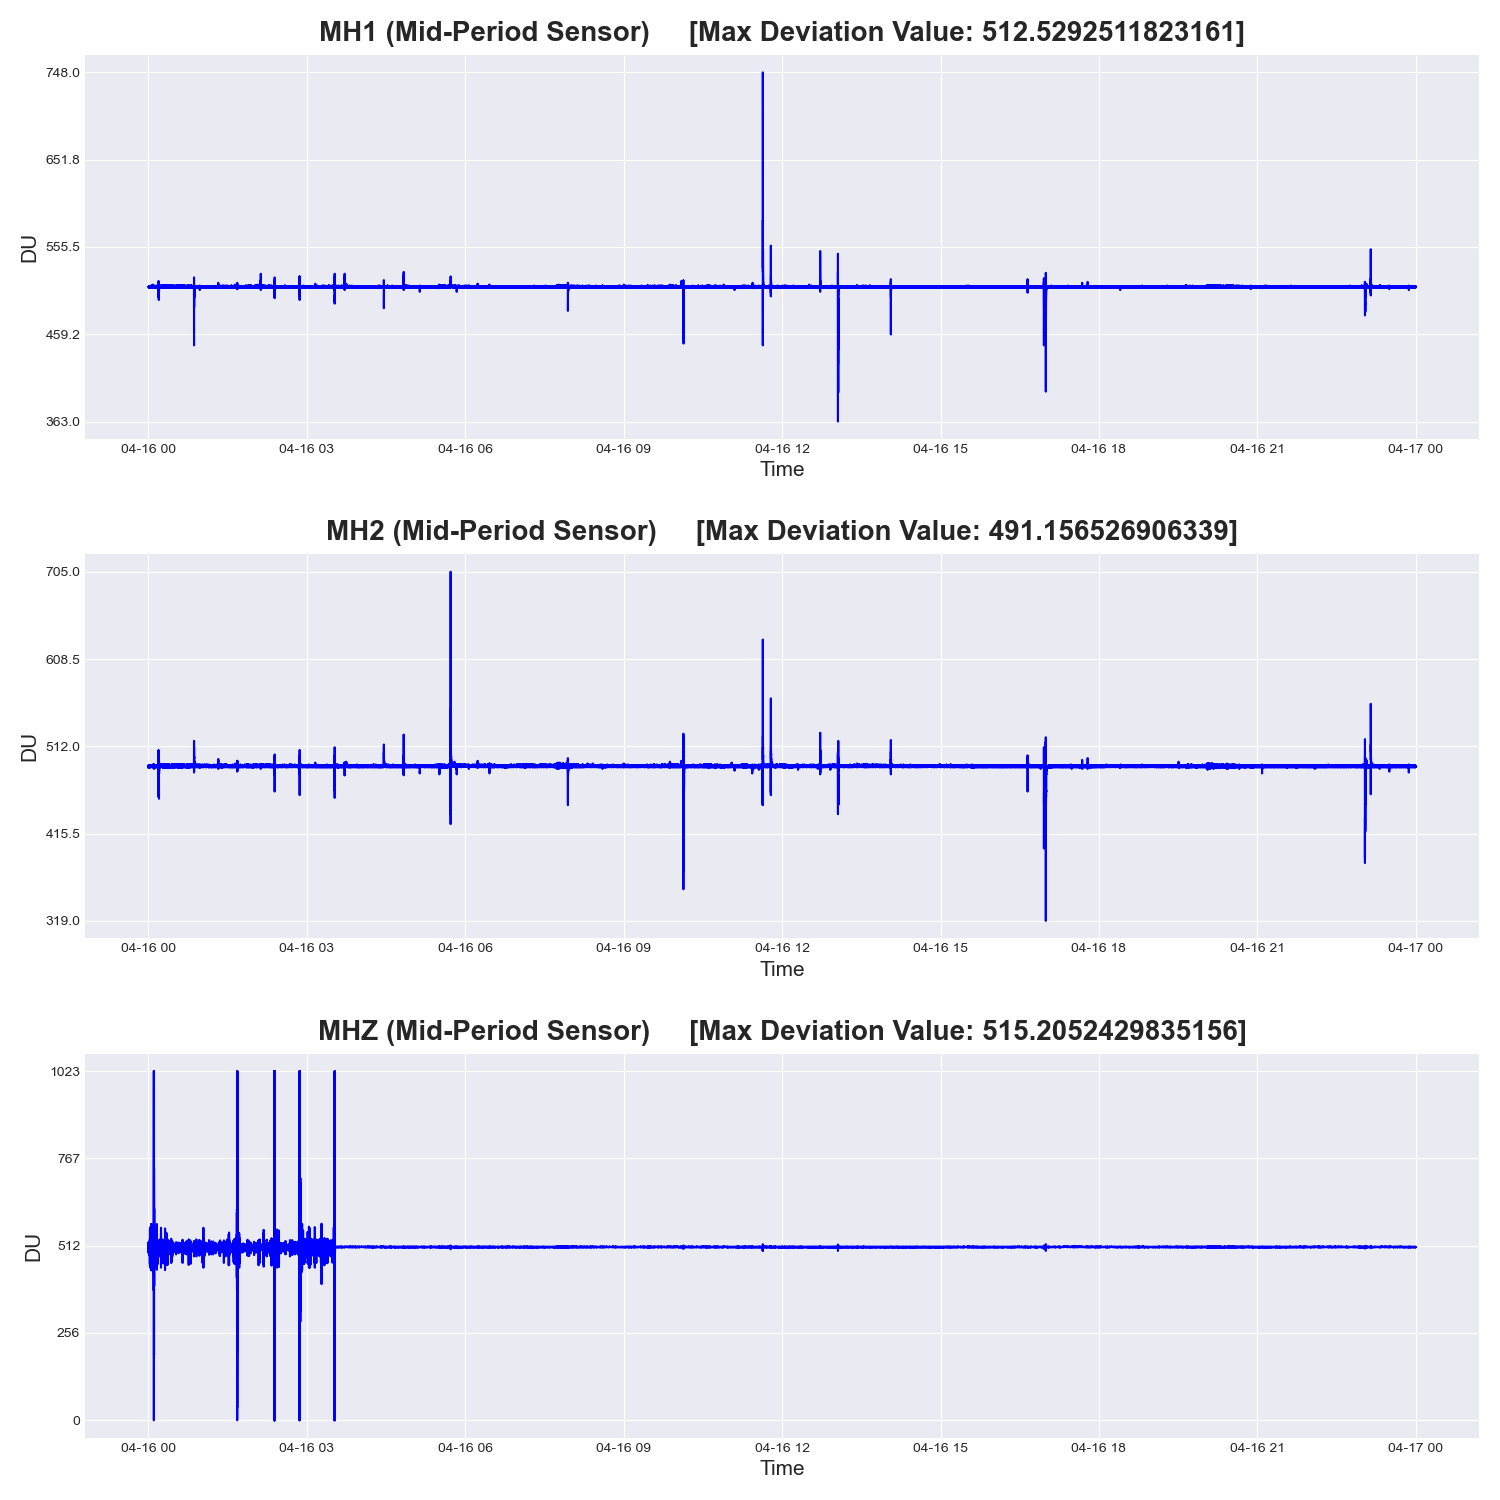 MH1 (Mid-Period Sensor) [Max Deviation Value: 512.5292511823161]
748.0
651.8
555.5
459.2
363.0
DU
04-16 00 04-16 03 04-16 06 04-16 09 04-16 12 04-16 15 04-16 18 04-16 21 04-17 00
Time
MH2 (Mid-Period Sensor) [Max Deviation Value: 491.156526906339]
705.0
608.5
512.0
415.5
319.0
DU
04-16 00 04-16 03 04-16 06 04-16 09 04-16 12 04-16 15 04-16 18 04-16 21 04-17 00
Time
MHZ (Mid-Period Sensor) [Max Deviation Value: 515.2052429835156]
1023
767
512
256
0
DU
04-16 00 04-16 03 04-16 06 04-16 09 04-16 12 04-16 15 04-16 18 04-16 21 04-17 00
Time